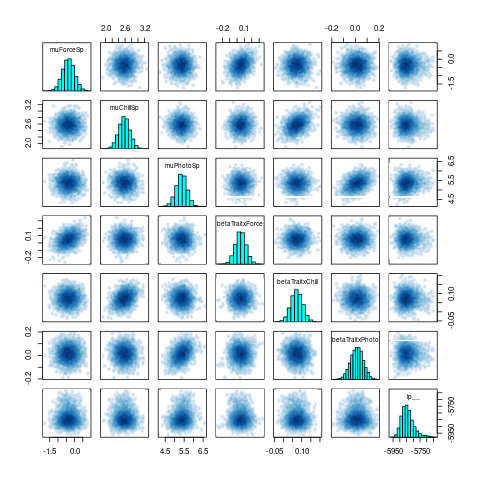 2.0 2.6 3.2 -0.2 0.1 -0.2 0.0 0.2
muForceSp
-1.5 0.0
muChillSp
2.0 2.6 3.2
muPhotoSp
4.5 5.5 6.5
betaTraitxForce
-0.2 0.1
betaTraitxChill
-0.05 0.10
betaTraitxPhoto
-0.2 0.0 0.2
lp__
-5950 -5750
-1.5 0.0 4.5 5.5 6.5 -0.05 0.10 -5950 -5750